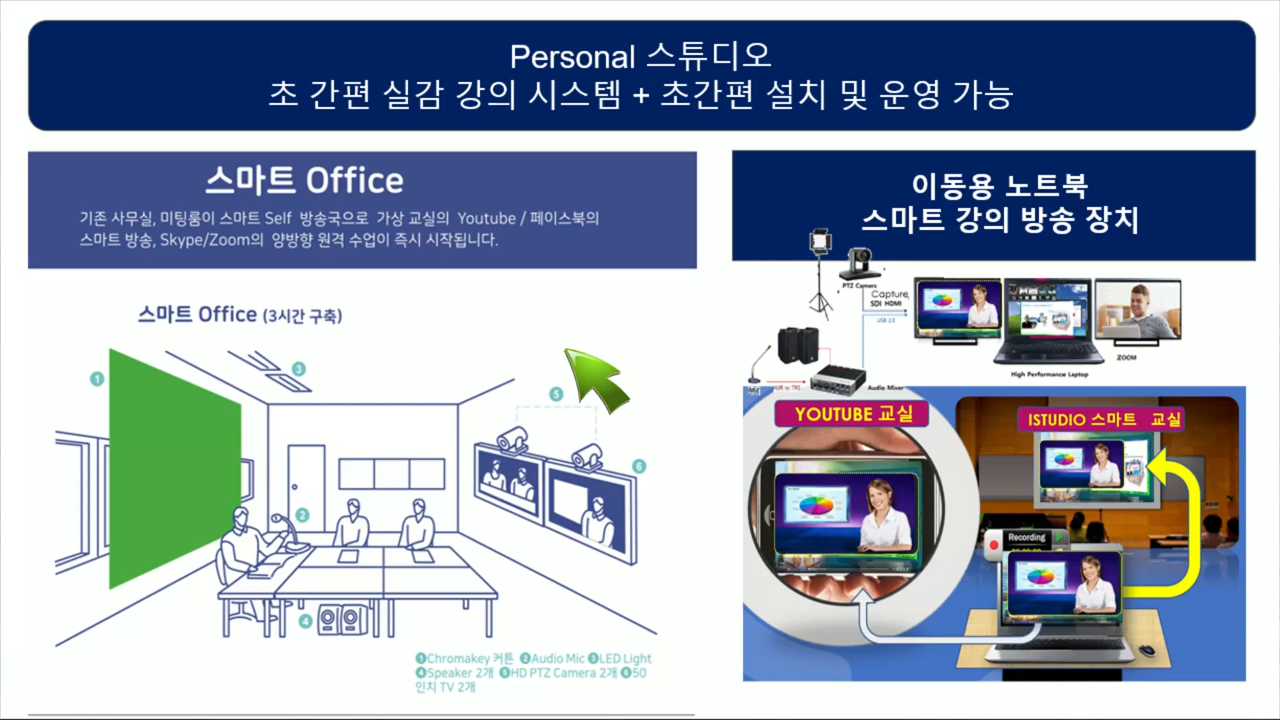 Personal 스튜디오
초 간편 실감 강의 시스템 + 초간편 설치 및 운영 가능
스마트 Office
기존 사무실, 미팅룸이 스마트 Self 방송국으로 가상 교실의 Youtube / 페이스북의
스마트 방송, Skype/Zoom의 양방향 원격 수업이 즉시 시작됩니다.
스마트 Office (3시간 구축)
1
3
5
6
2
4
❶Chromakey 커튼 ❷Audio Mic ❸LED Light
❹Speaker 2개 ❺HD PTZ Camera 2개 ❻50
인치 TV 2개
이동용 노트북
스마트 강의 방송 장치
PTZ Camera
Capture
SDI HDMI
USB 2.0
ZOOM
High Performance Laptop
Mic
Audio Mixer
YOUTUBE 교실
ISTUDIO 스마트 교실
Recording